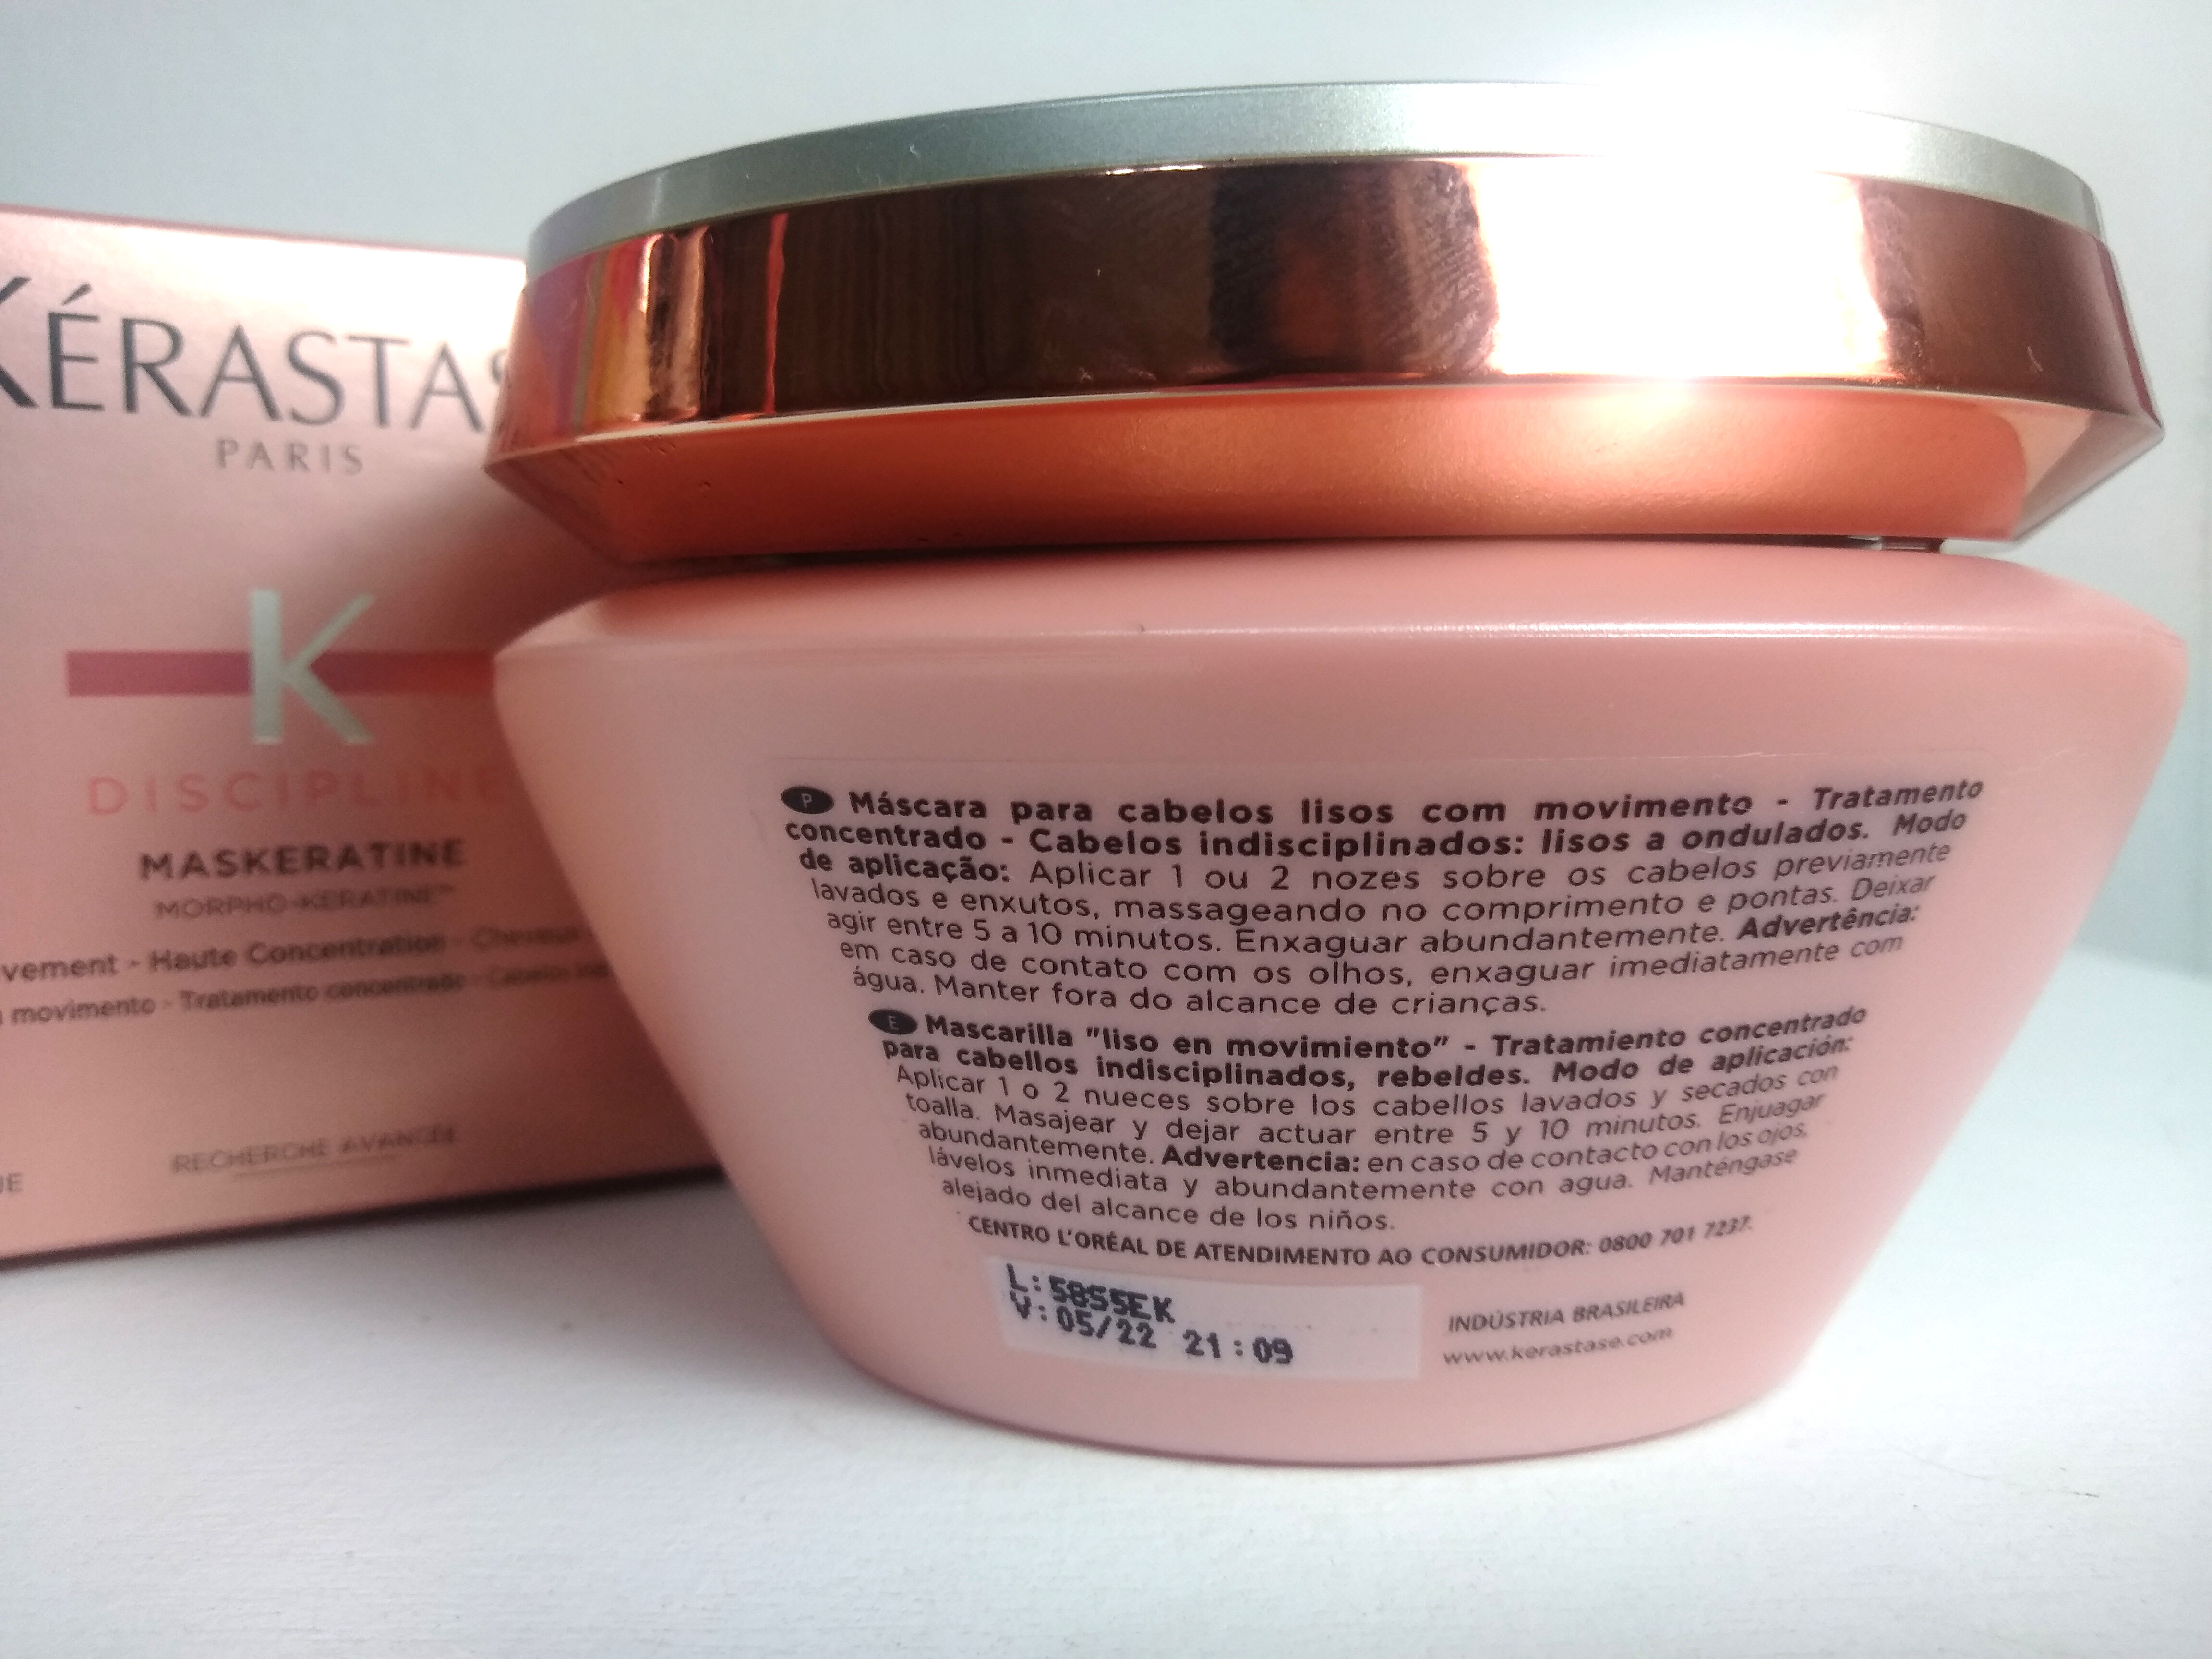 KÉRASTAS
PARIS
K
DISCIPLINE
MASKERATINE
MORPHO-KERATINE™
vement - Haute Concentration - Cheveux
movimento - Tratamento concentrado - Cabelos
RECHERCHE AVANCÉE
P Máscara para cabelos lisos com movimento - Tratamento
concentrado - Cabelos indisciplinados: lisos a ondulados. Modo
de aplicação: Aplicar 1 ou 2 nozes sobre os cabelos previamente
lavados e enxutos, massageando no comprimento e pontas. Deixar
agir entre 5 a 10 minutos. Enxaguar abundantemente. Advertência:
em caso de contato com os olhos, enxaguar imediatamente com
água. Manter fora do alcance de crianças.
E Mascarilla "liso en movimiento" - Tratamiento concentrado
para cabellos indisciplinados, rebeldes. Modo de aplicación:
Aplicar 1 o 2 nueces sobre los cabellos lavados y secados con
toalla. Masajear y dejar actuar entre 5 y 10 minutos. Enjuagar
abundantemente. Advertencia: en caso de contacto con los ojos,
lávelos inmediata y abundantemente con agua. Manténgase
alejado del alcance de los niños.
CENTRO L'ORÉAL DE ATENDIMENTO AO CONSUMIDOR: 0800 701 7237.
L:5855EK
V:05/22 21:09
INDÚSTRIA BRASILEIRA
www.kerastase.com